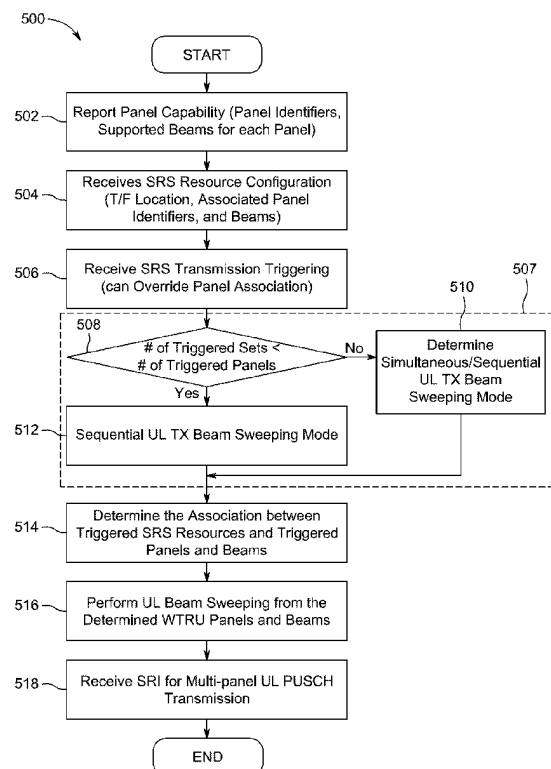 500
START
502
Report Panel Capability (Panel Identifiers,
Supported Beams for each Panel)
504
Receives SRS Resource Configuration
(T/F Location, Associated Panel
Identifiers, and Beams)
506
Receive SRS Transmission Triggering
(can Override Panel Association)
507
508
# of Triggered Sets <
# of Triggered Panels
No
510
Determine
Simultaneous/Sequential
UL TX Beam
Sweeping Mode
Yes
512
Sequential UL TX Beam Sweeping Mode
514
Determine the Association between
Triggered SRS Resources and Triggered
Panels and Beams
516
Perform UL Beam Sweeping from the
Determined WTRU Panels and Beams
518
Receive SRI for Multi-panel UL PUSCH
Transmission
END